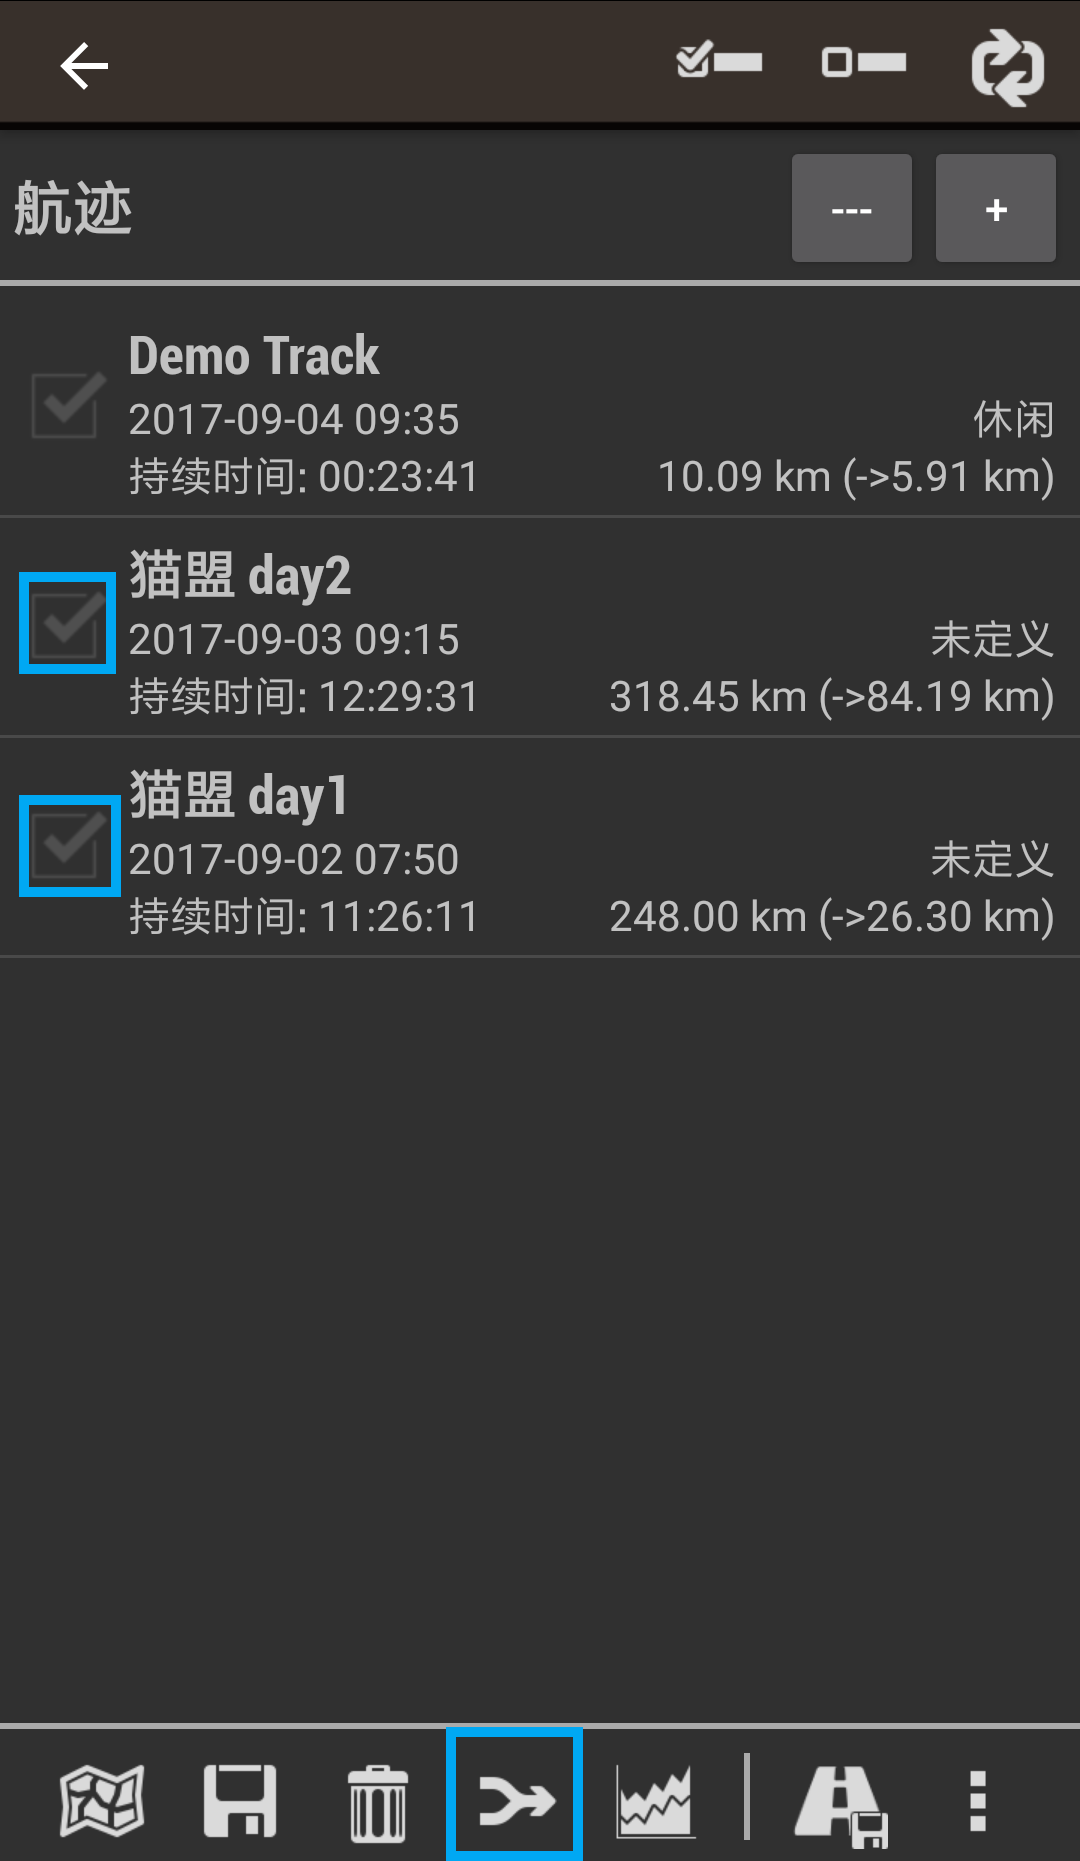 航迹
---
+
Demo Track
2017-09-04 09:35
休闲
持续时间: 00:23:41
10.09 km (->5.91 km)
猫盟 day2
2017-09-03 09:15
未定义
持续时间: 12:29:31
318.45 km (->84.19 km)
猫盟 day1
2017-09-02 07:50
未定义
持续时间: 11:26:11
248.00 km (->26.30 km)